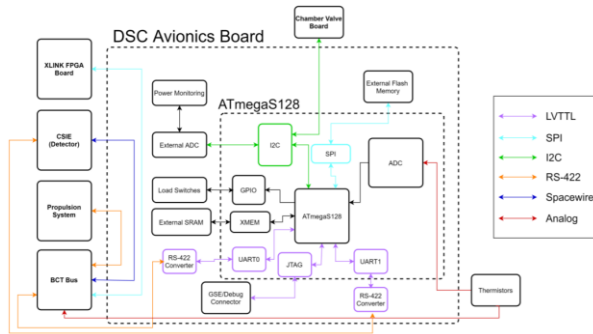 Chamber Valve
Board
DSC Avionics Board
XLINK FPGA
Board
Power Monitoring
External Flash
Memory
ATmegaS128
LVTTL
SPI
I2C
RS-422
Spacewire
Analog
CSIE
(Detector)
External ADC
I2C
SPI
ADC
Load Switches
GPIO
Propulsion
System
External SRAM
XMEM
ATmegaS128
RS-422
Converter
UART0
JTAG
UART1
BCT Bus
GSE/Debug
Connector
RS-422
Converter
Thermistors